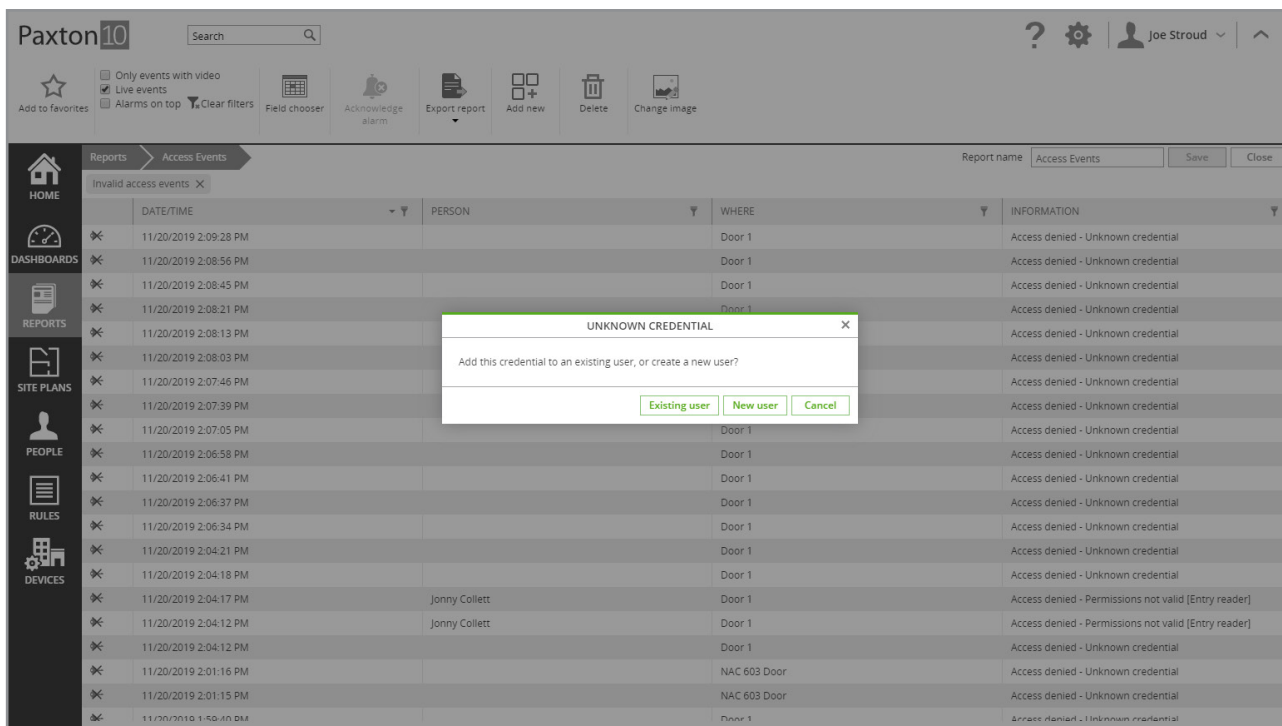 Paxton10 Search Joe Stroud
Only events with video
Live events
Alarms on top Clear filters
Add to favorites Field chooser Acknowledge alarm Export report Add new Delete Change image
Reports Access Events Report name Access Events Save Close
Invalid access events
HOME
DASHBOARDS
REPORTS
SITE PLANS
PEOPLE
RULES
DEVICES
DATE/TIME PERSON WHERE INFORMATION
11/20/2019 2:09:28 PM Door 1 Access denied - Unknown credential
11/20/2019 2:08:56 PM Door 1 Access denied - Unknown credential
11/20/2019 2:08:45 PM Door 1 Access denied - Unknown credential
11/20/2019 2:08:21 PM Door 1 Access denied - Unknown credential
11/20/2019 2:08:13 PM Access denied - Unknown credential
11/20/2019 2:08:03 PM Access denied - Unknown credential
11/20/2019 2:07:46 PM Access denied - Unknown credential
11/20/2019 2:07:39 PM Access denied - Unknown credential
11/20/2019 2:07:05 PM Door 1 Access denied - Unknown credential
11/20/2019 2:06:58 PM Door 1 Access denied - Unknown credential
11/20/2019 2:06:41 PM Door 1 Access denied - Unknown credential
11/20/2019 2:06:37 PM Door 1 Access denied - Unknown credential
11/20/2019 2:06:34 PM Door 1 Access denied - Unknown credential
11/20/2019 2:04:21 PM Door 1 Access denied - Unknown credential
11/20/2019 2:04:18 PM Door 1 Access denied - Unknown credential
11/20/2019 2:04:17 PM Jonny Collett Door 1 Access denied - Permissions not valid [Entry reader]
11/20/2019 2:04:12 PM Jonny Collett Door 1 Access denied - Permissions not valid [Entry reader]
11/20/2019 2:04:12 PM Door 1 Access denied - Unknown credential
11/20/2019 2:01:16 PM NAC 603 Door Access denied - Unknown credential
11/20/2019 2:01:15 PM NAC 603 Door Access denied - Unknown credential
11/20/2019 1:59:40 PM Door 1 Access denied - Unknown credential
UNKNOWN CREDENTIAL
Add this credential to an existing user, or create a new user?
Existing user New user Cancel